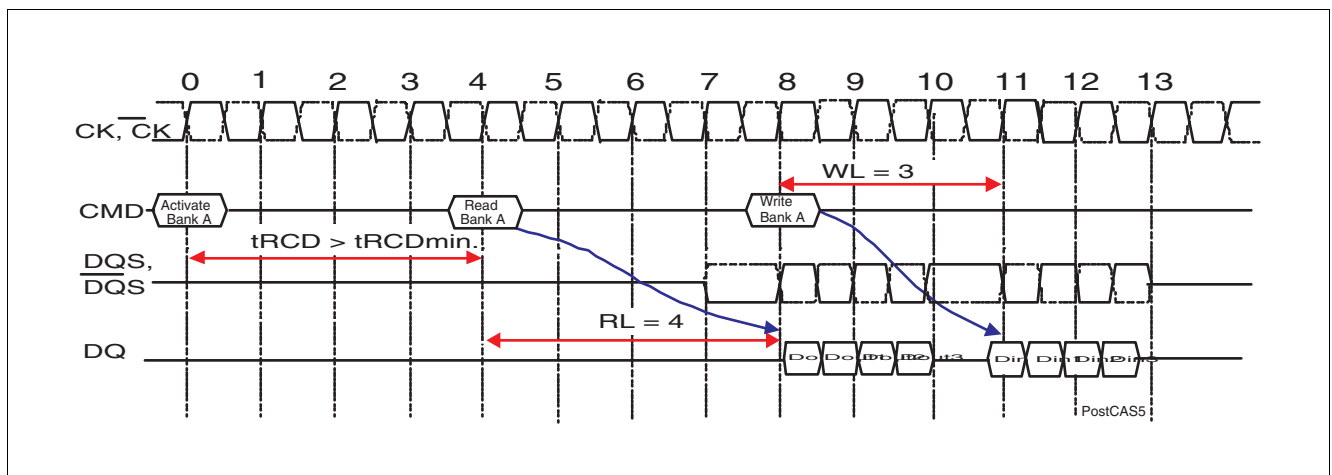 0 1 2 3 4 5 6 7 8 9 10 11 12 13
CK, CK
WL = 3
CMD
Activate
Bank A
Read
Bank A
Write
Bank A
tRCD > tRCDmin.
DQS,
DQS
RL = 4
DQ
PostCAS5